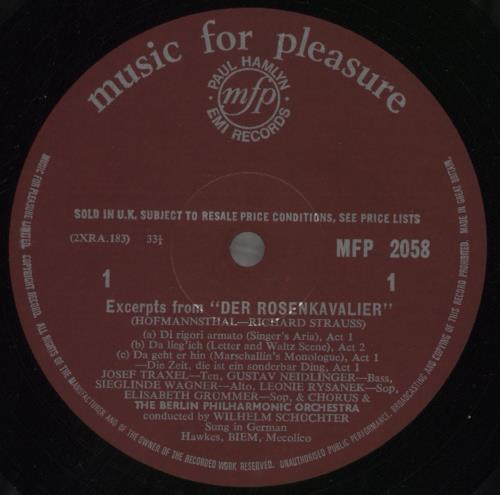 music for pleasure
PAUL HAMLYN
mfp
EMI RECORDS
SOLD IN U.K. SUBJECT TO RESALE PRICE CONDITIONS, SEE PRICE LISTS
(2XRA.183) 33⅓
MFP 2058
1 1
Excerpts from "DER ROSENKAVALIER"
(HOFMANNSTHAL—RICHARD STRAUSS)
(a) Di rigori armato (Singer's Aria), Act 1
(b) Da lieg'ich (Letter and Waltz Scene), Act 2
(c) Da geht er hin (Marschallin's Monologue), Act 1
—Die Zeit, die ist ein sonderbar Ding, Act 1
JOSEF TRAXEL—Ten, GUSTAV NEIDLINGER—Bass,
SIEGLINDE WAGNER—Alto, LEONIE RYSANEK—Sop,
ELISABETH GRUMMER—Sop, & CHORUS &
THE BERLIN PHILHARMONIC ORCHESTRA
conducted by WILHELM SCHUCHTER
Sung in German
Hawkes, BIEM, Mecolico
MUSIC FOR PLEASURE LIMITED. COPYRIGHT RECORD. ALL RIGHTS OF THE MANUFACTURER AND OF THE OWNER OF THE RECORDED WORK RESERVED. UNAUTHORISED PUBLIC PERFORMANCE, BROADCASTING AND COPYING OF THIS RECORD PROHIBITED. MADE IN GREAT BRITAIN.